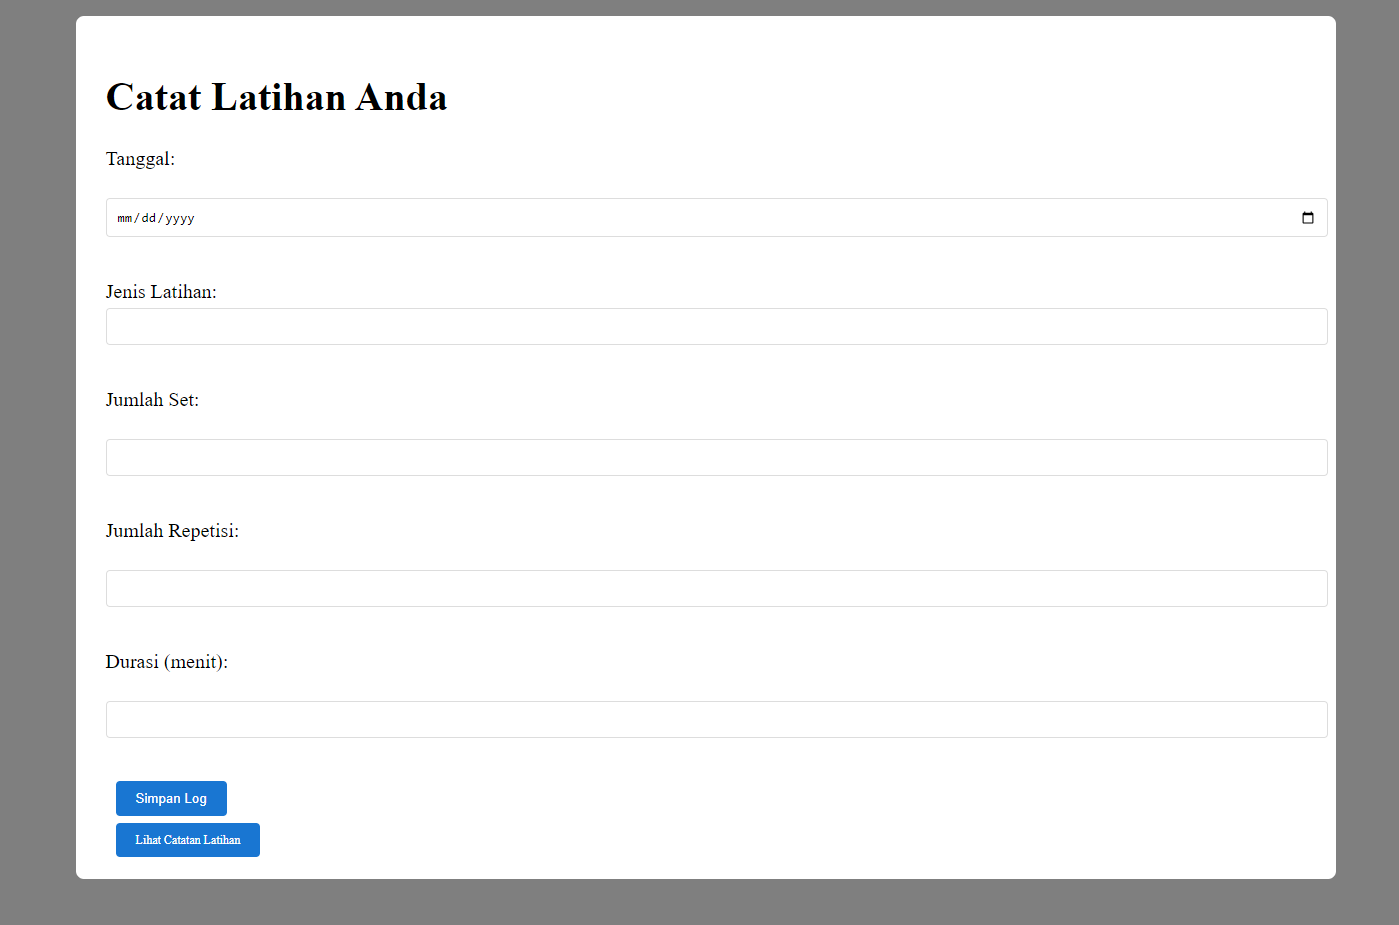 Catat Latihan Anda
Tanggal:
mm/dd/yyyy
Jenis Latihan:
Jumlah Set:
Jumlah Repetisi:
Durasi (menit):
Simpan Log
Lihat Catatan Latihan